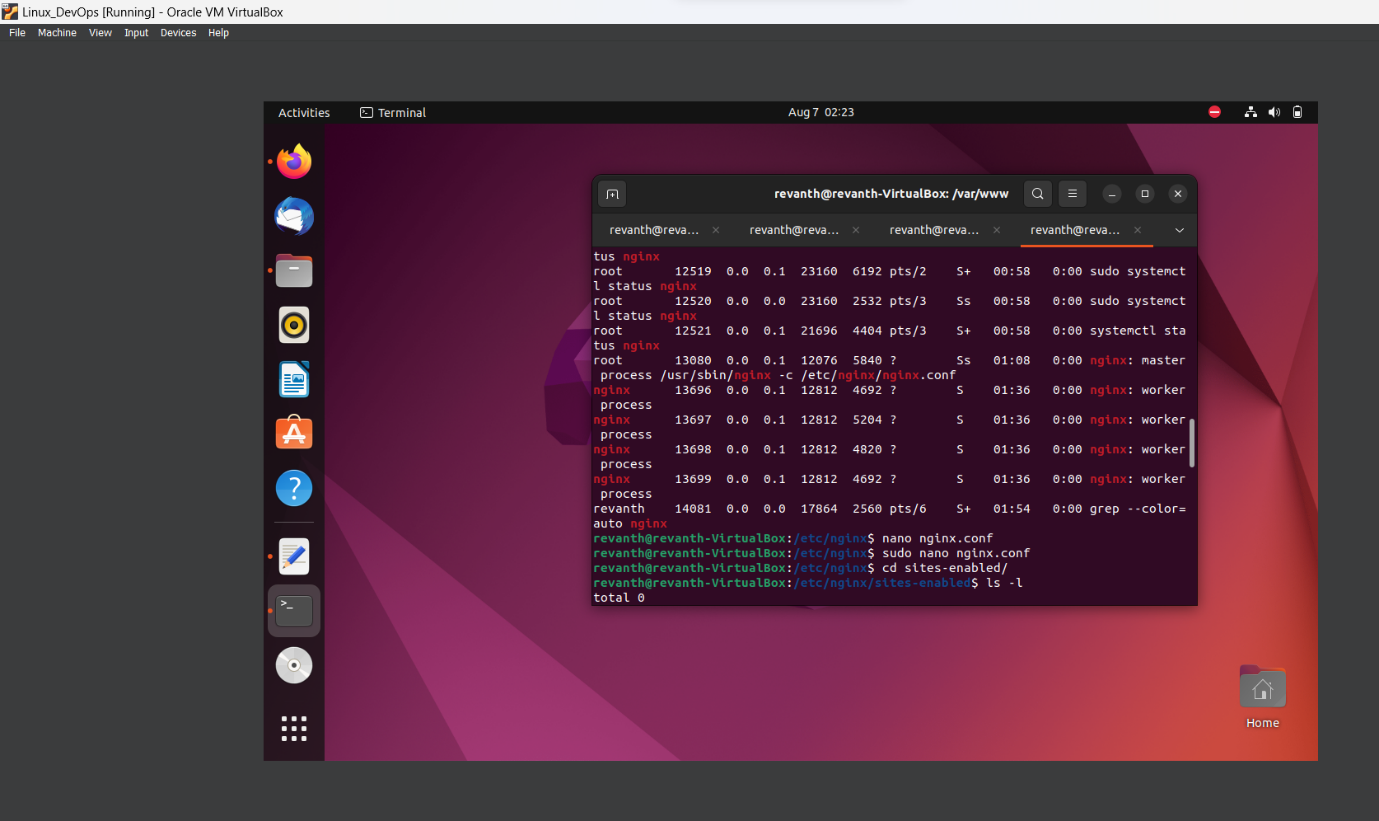 Linux_DevOps [Running] - Oracle VM VirtualBox
File Machine View Input Devices Help
Activities Terminal Aug 7 02:23
revanth@revanth-VirtualBox: /var/www
revanth@reva... revanth@reva... revanth@reva... revanth@reva...
tus nginx
root 12519 0.0 0.1 23160 6192 pts/2 S+ 00:58 0:00 sudo systemct
l status nginx
root 12520 0.0 0.0 23160 2532 pts/3 Ss 00:58 0:00 sudo systemct
l status nginx
root 12521 0.0 0.1 21696 4404 pts/3 S+ 00:58 0:00 systemctl sta
tus nginx
root 13080 0.0 0.1 12076 5840 ? Ss 01:08 0:00 nginx: master
process /usr/sbin/nginx -c /etc/nginx/nginx.conf
nginx 13696 0.0 0.1 12812 4692 ? S 01:36 0:00 nginx: worker
process
nginx 13697 0.0 0.1 12812 5204 ? S 01:36 0:00 nginx: worker
process
nginx 13698 0.0 0.1 12812 4820 ? S 01:36 0:00 nginx: worker
process
nginx 13699 0.0 0.1 12812 4692 ? S 01:36 0:00 nginx: worker
process
revanth 14081 0.0 0.0 17864 2560 pts/6 S+ 01:54 0:00 grep --color=
auto nginx
revanth@revanth-VirtualBox:/etc/nginx$ nano nginx.conf
revanth@revanth-VirtualBox:/etc/nginx$ sudo nano nginx.conf
revanth@revanth-VirtualBox:/etc/nginx$ cd sites-enabled/
revanth@revanth-VirtualBox:/etc/nginx/sites-enabled$ ls -l
total 0
Home